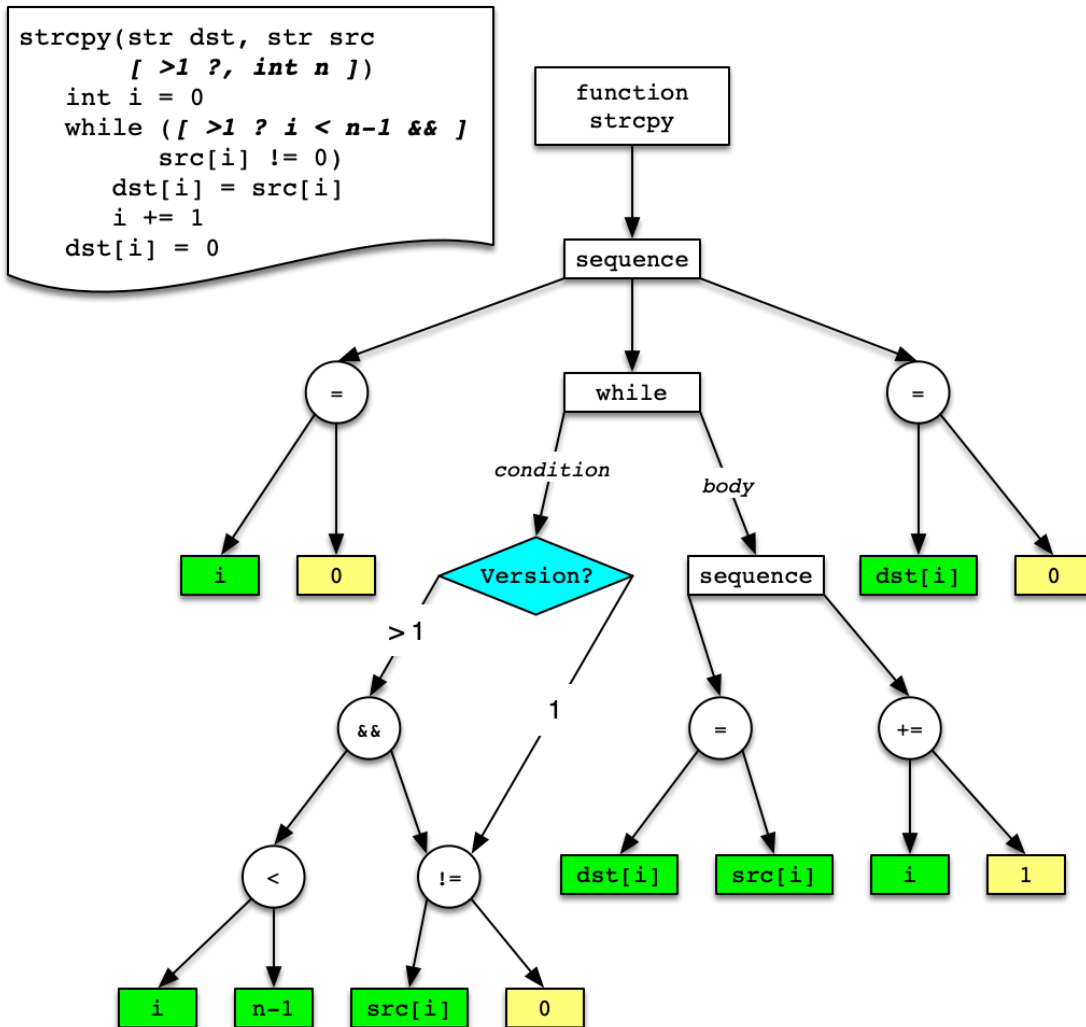 strcpy(str dst, str src
[ >1 ?, int n ])
int i = 0
while ([ >1 ? i < n-1 && ]
src[i] != 0)
dst[i] = src[i]
i += 1
dst[i] = 0
function
strcpy
sequence
=
while
=
condition
body
i
0
Version?
sequence
dst[i]
0
> 1
1
&&
=
+=
<
!=
dst[i]
src[i]
i
1
i
n-1
src[i]
0